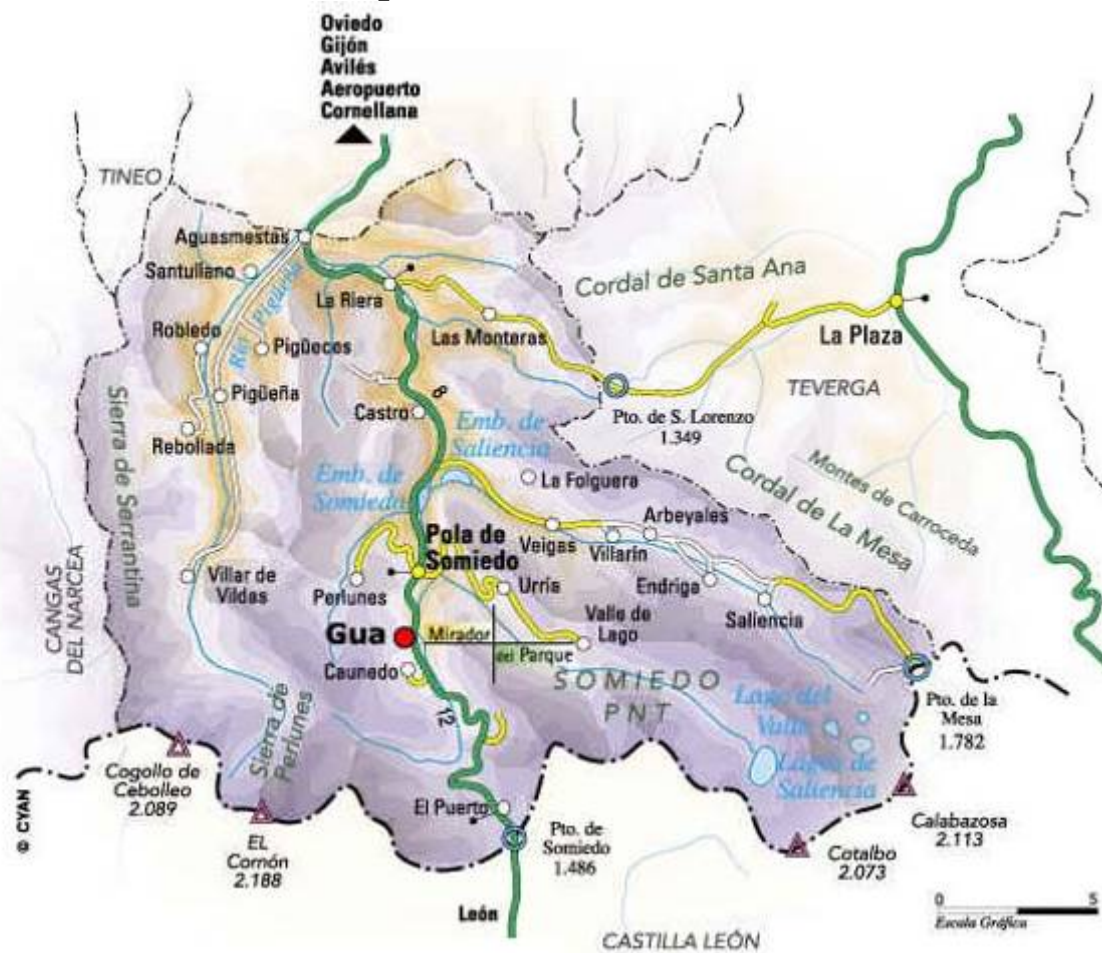 Oviedo
Gijón
Avilés
Aeropuerto
Cornellana
TINEO
Aguasmestas
Santullano
Río Pigüeña
La Riera
Cordal de Santa Ana
Robledo
Pigüeces
Las Monteras
La Plaza
Pigüeña
TEVERGA
Sierra de Serrantina
Castro
8
Pto. de S. Lorenzo
1.349
Rebollada
Emb. de
Saliencia
Emb. de
Somiedo
La Folguera
Cordal de La Mesa
Montes de Carroceda
Arbeyales
Pola de
Somiedo
Veigas
Villarín
CANGAS
DEL NARCEA
Villar de
Vildas
Perlunes
Urria
Endriga
Saliencia
Gua
Mirador
del Parque
Valle de
Lago
Caunedo
SOMIEDO
PNT
Lago del
Valle
Lagos de
Saliencia
Pto. de la
Mesa
1.782
Sierra de
Perlunes
12
Cogollo de
Cebolleo
2.089
EL
Cornón
2.188
El Puerto
Pto. de
Somiedo
1.486
Calabazosa
2.113
Cotalbo
2.073
© CYAN
León
0 5
Escala Gráfica
CASTILLA LEÓN